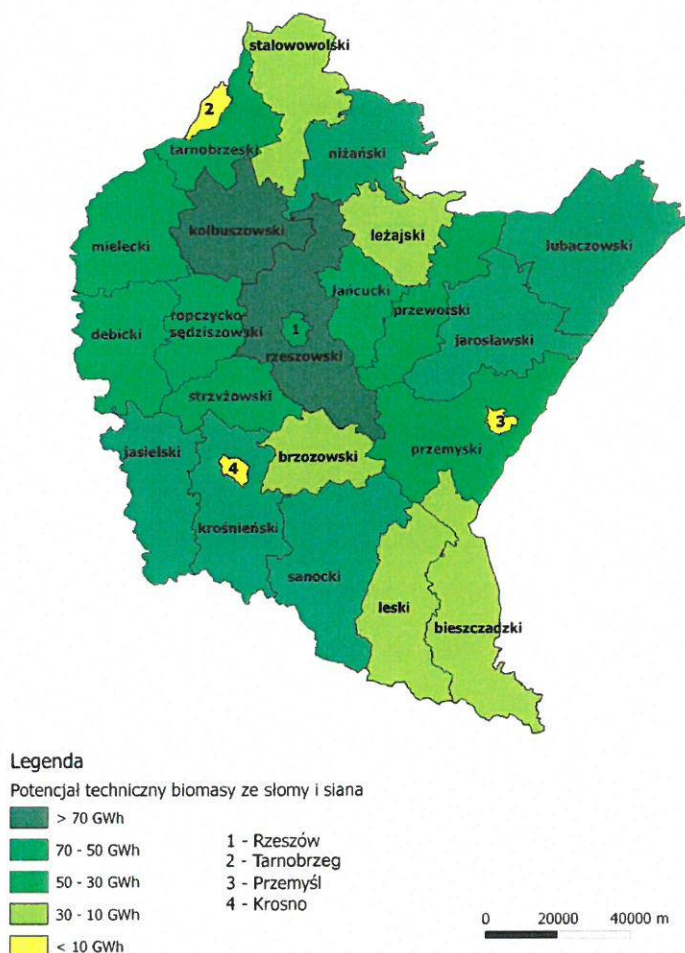 stalowowolski
2
tarnobrzeski
niżański
kolbuszowski
leżajski
mielecki
lubaczowski
łańcucki
ropczycko-
sędziszowski
przeworski
dębicki
1
jarosławski
rzeszowski
strzyżowski
3
jasielski
brzozowski
przemyski
4
krośnieński
sanocki
leski
bieszczadzki
Legenda
Potencjał techniczny biomasy ze słomy i siana
> 70 GWh
70 - 50 GWh
50 - 30 GWh
30 - 10 GWh
< 10 GWh
1 - Rzeszów
2 - Tarnobrzeg
3 - Przemyśl
4 - Krosno
0 20000 40000 m